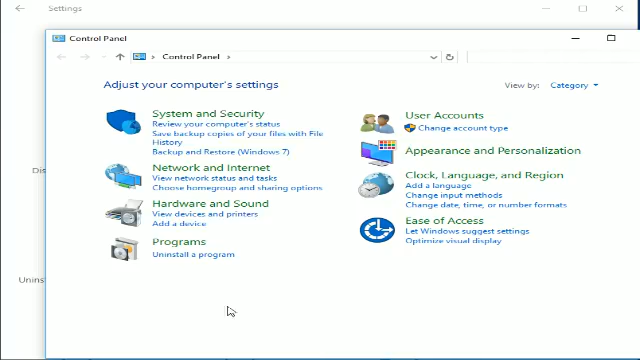 Settings
Control Panel
Control Panel
Adjust your computer's settings
View by: Category
System and Security
Review your computer's status
Save backup copies of your files with File
History
Backup and Restore (Windows 7)
Network and Internet
View network status and tasks
Choose homegroup and sharing options
Hardware and Sound
View devices and printers
Add a device
Programs
Uninstall a program
User Accounts
Change account type
Appearance and Personalization
Clock, Language, and Region
Add a language
Change input methods
Change date, time, or number formats
Ease of Access
Let Windows suggest settings
Optimize visual display
Dis
Unins